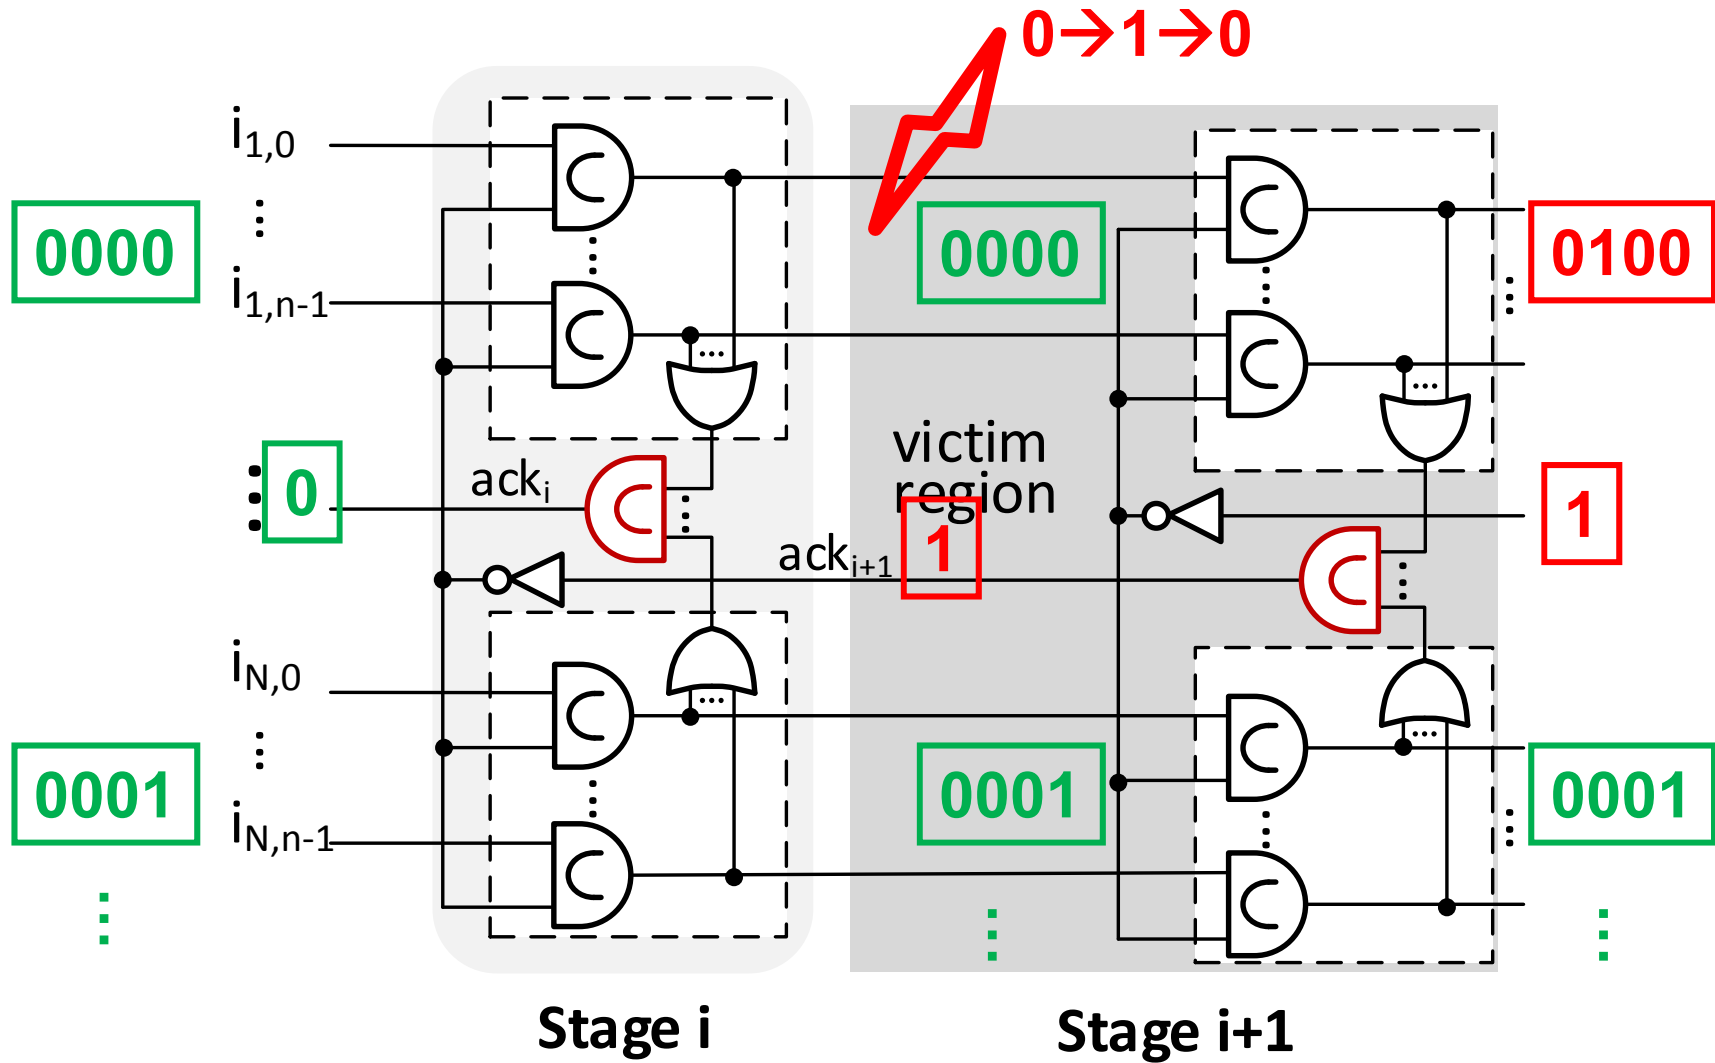 0→1→0
i1,0
⋮
0000
0000
0100
i1,n-1
⋮
victim
region
0
acki
1
1
acki+1
iN,0
⋮
0001
0001
0001
iN,n-1
⋮
Stage i
Stage i+1